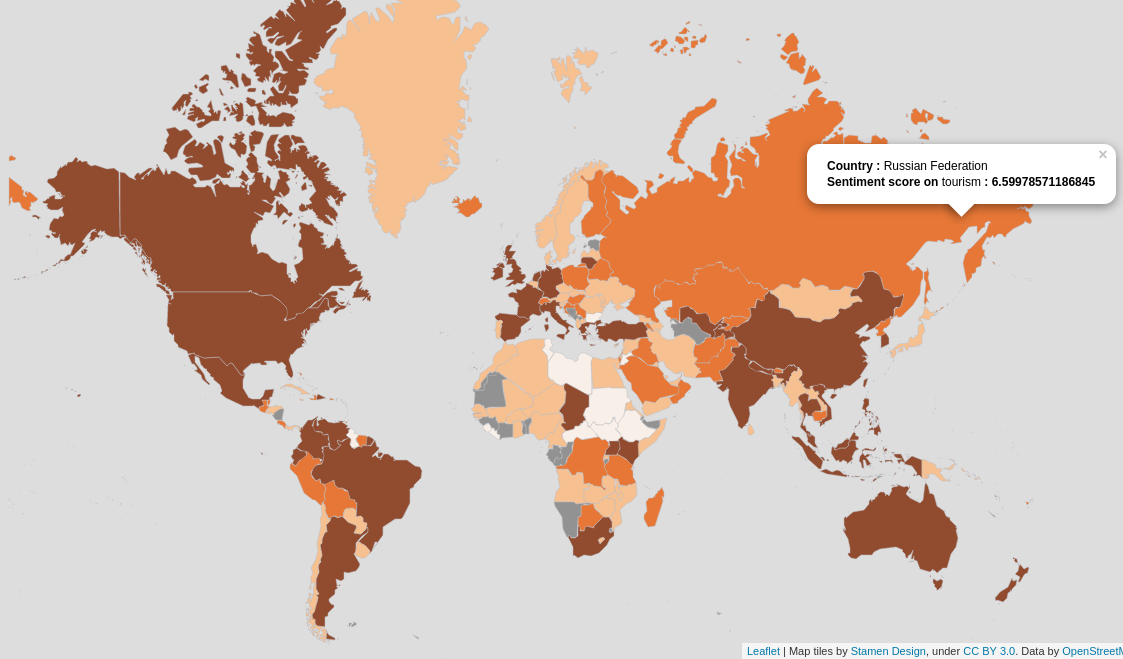 ×
Country : Russian Federation
Sentiment score on tourism : 6.59978571186845
Leaflet | Map tiles by Stamen Design, under CC BY 3.0. Data by OpenStreetM